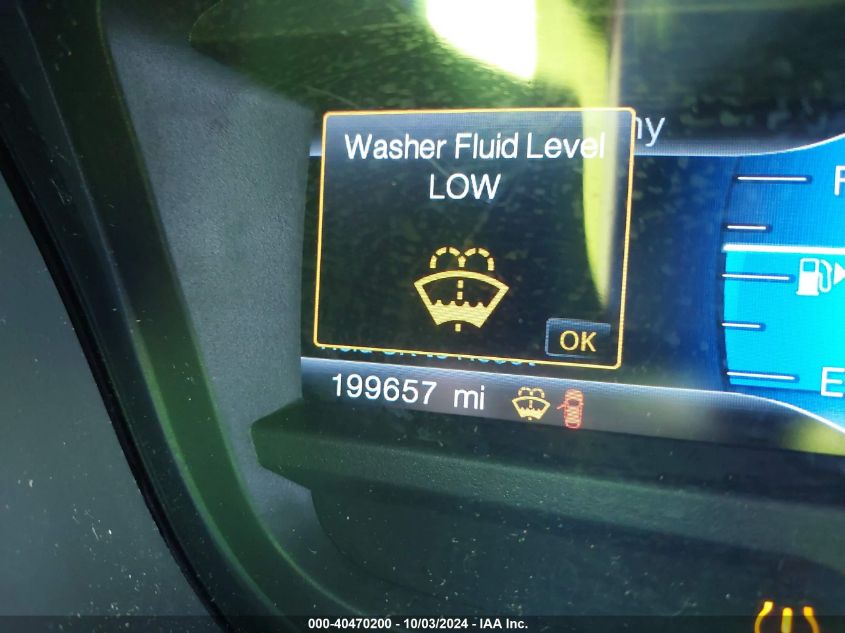 Washer Fluid Level
LOW
OK
199657 mi
E
000-40470200 - 10/03/2024 - IAA Inc.